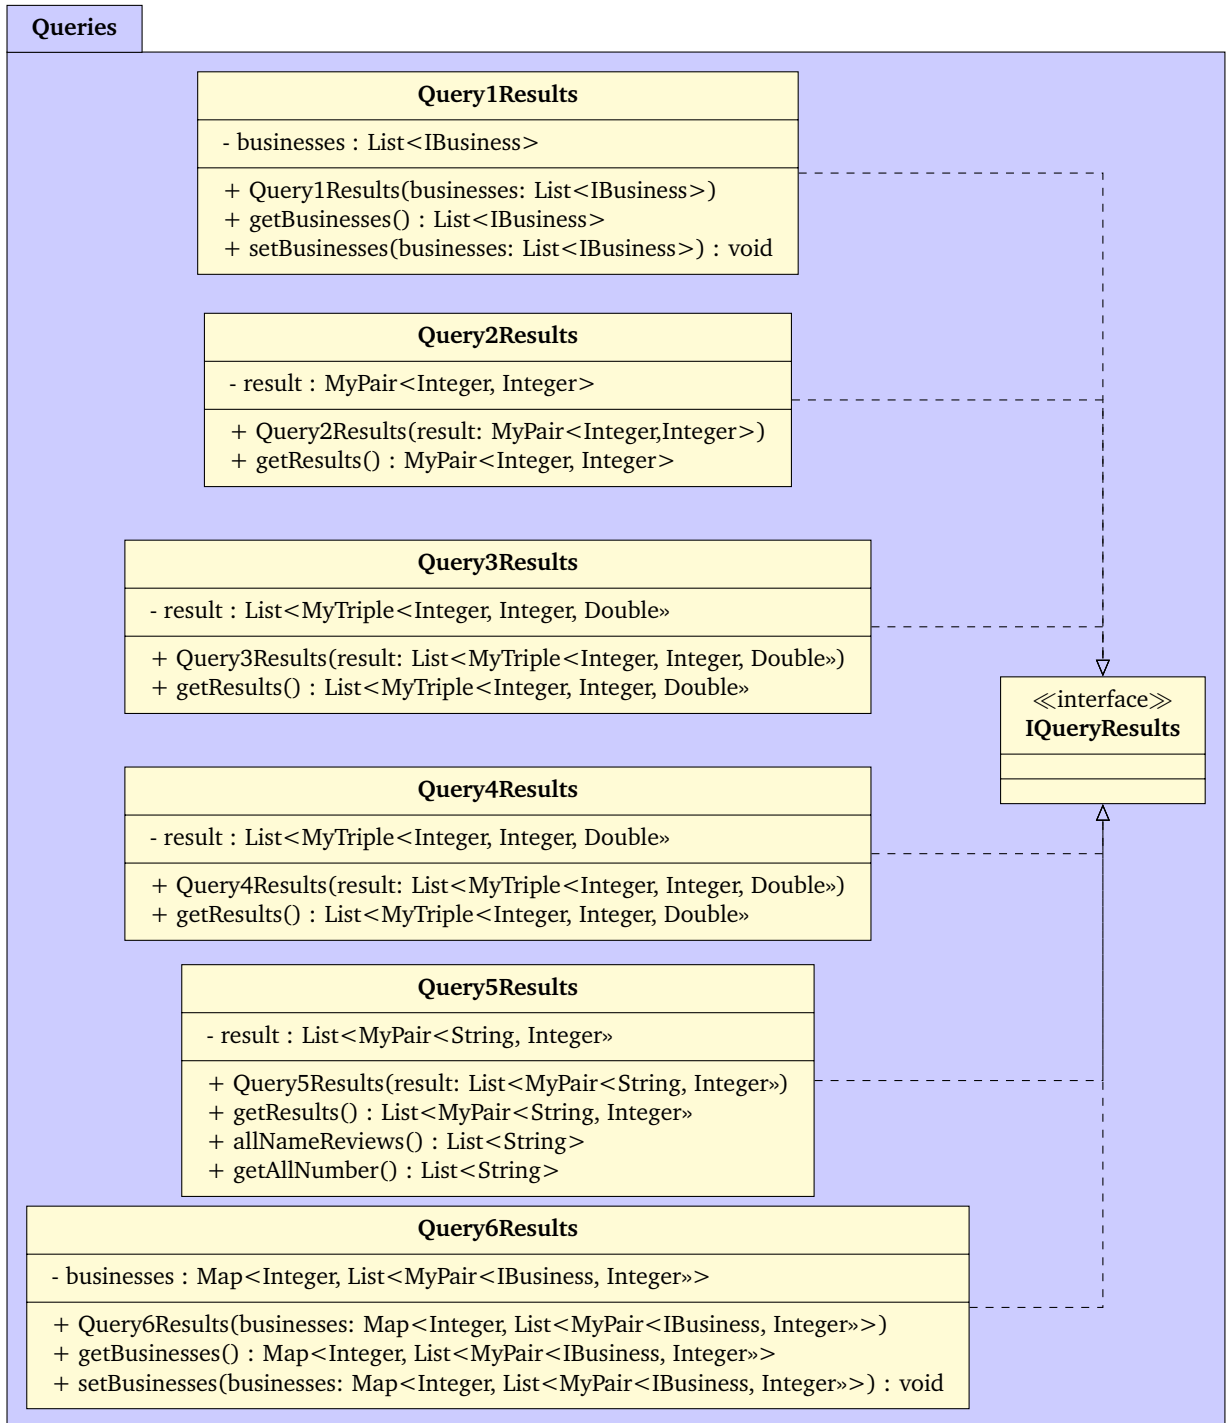 Queries
Query1Results
- businesses : List<IBusiness>
+ Query1Results(businesses: List<IBusiness>)
+ getBusinesses() : List<IBusiness>
+ setBusinesses(businesses: List<IBusiness>) : void
Query2Results
- result : MyPair<Integer, Integer>
+ Query2Results(result: MyPair<Integer,Integer>)
+ getResults() : MyPair<Integer, Integer>
Query3Results
- result : List<MyTriple<Integer, Integer, Double»
+ Query3Results(result: List<MyTriple<Integer, Integer, Double»)
+ getResults() : List<MyTriple<Integer, Integer, Double»
≪interface≫
IQueryResults
Query4Results
- result : List<MyTriple<Integer, Integer, Double»
+ Query4Results(result: List<MyTriple<Integer, Integer, Double»)
+ getResults() : List<MyTriple<Integer, Integer, Double»
Query5Results
- result : List<MyPair<String, Integer»
+ Query5Results(result: List<MyPair<String, Integer»)
+ getResults() : List<MyPair<String, Integer»
+ allNameReviews() : List<String>
+ getAllNumber() : List<String>
Query6Results
- businesses : Map<Integer, List<MyPair<IBusiness, Integer»>
+ Query6Results(businesses: Map<Integer, List<MyPair<IBusiness, Integer»>)
+ getBusinesses() : Map<Integer, List<MyPair<IBusiness, Integer»>
+ setBusinesses(businesses: Map<Integer, List<MyPair<IBusiness, Integer»>) : void